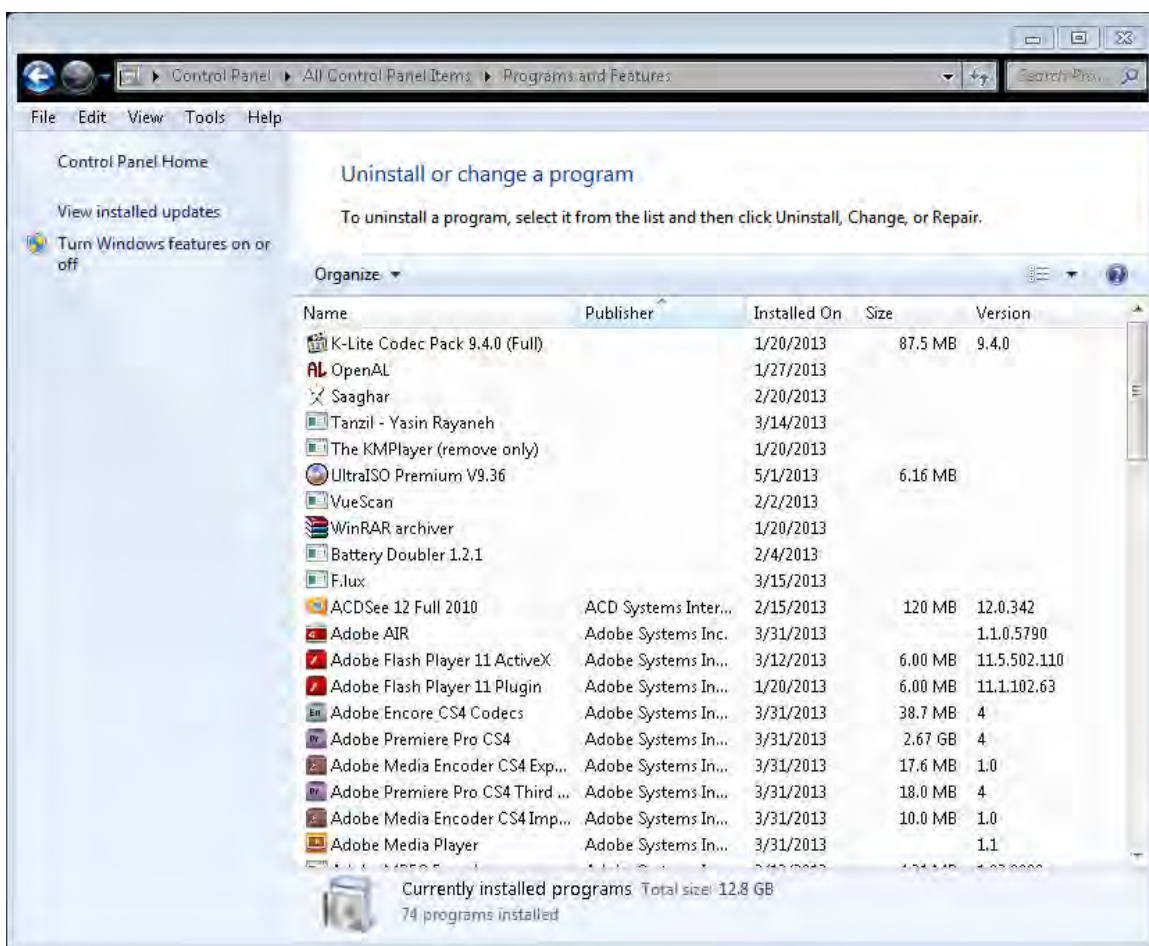 Control Panel ▸ All Control Panel Items ▸ Programs and Features
File Edit View Tools Help
Control Panel Home
View installed updates
Turn Windows features on or
off
Uninstall or change a program
To uninstall a program, select it from the list and then click Uninstall, Change, or Repair.
Organize
Name Publisher Installed On Size Version
K-Lite Codec Pack 9.4.0 (Full) 1/20/2013 87.5 MB 9.4.0
AL OpenAL 1/27/2013
Saaghar 2/20/2013
Tanzil - Yasin Rayaneh 3/14/2013
The KMPlayer (remove only) 1/20/2013
UltraISO Premium V9.36 5/1/2013 6.16 MB
VueScan 2/2/2013
WinRAR archiver 1/20/2013
Battery Doubler 1.2.1 2/4/2013
F.lux 3/15/2013
ACDSee 12 Full 2010 ACD Systems Inter... 2/15/2013 120 MB 12.0.342
Adobe AIR Adobe Systems Inc. 3/31/2013 1.1.0.5790
Adobe Flash Player 11 ActiveX Adobe Systems In... 3/12/2013 6.00 MB 11.5.502.110
Adobe Flash Player 11 Plugin Adobe Systems In... 1/20/2013 6.00 MB 11.1.102.63
En Adobe Encore CS4 Codecs Adobe Systems In... 3/31/2013 38.7 MB 4
Pr Adobe Premiere Pro CS4 Adobe Systems In... 3/31/2013 2.67 GB 4
Adobe Media Encoder CS4 Exp... Adobe Systems In... 3/31/2013 17.6 MB 1.0
Pr Adobe Premiere Pro CS4 Third ... Adobe Systems In... 3/31/2013 18.0 MB 4
Adobe Media Encoder CS4 Imp... Adobe Systems In... 3/31/2013 10.0 MB 1.0
Adobe Media Player Adobe Systems In... 3/31/2013 1.1
Currently installed programs Total size: 12.8 GB
74 programs installed